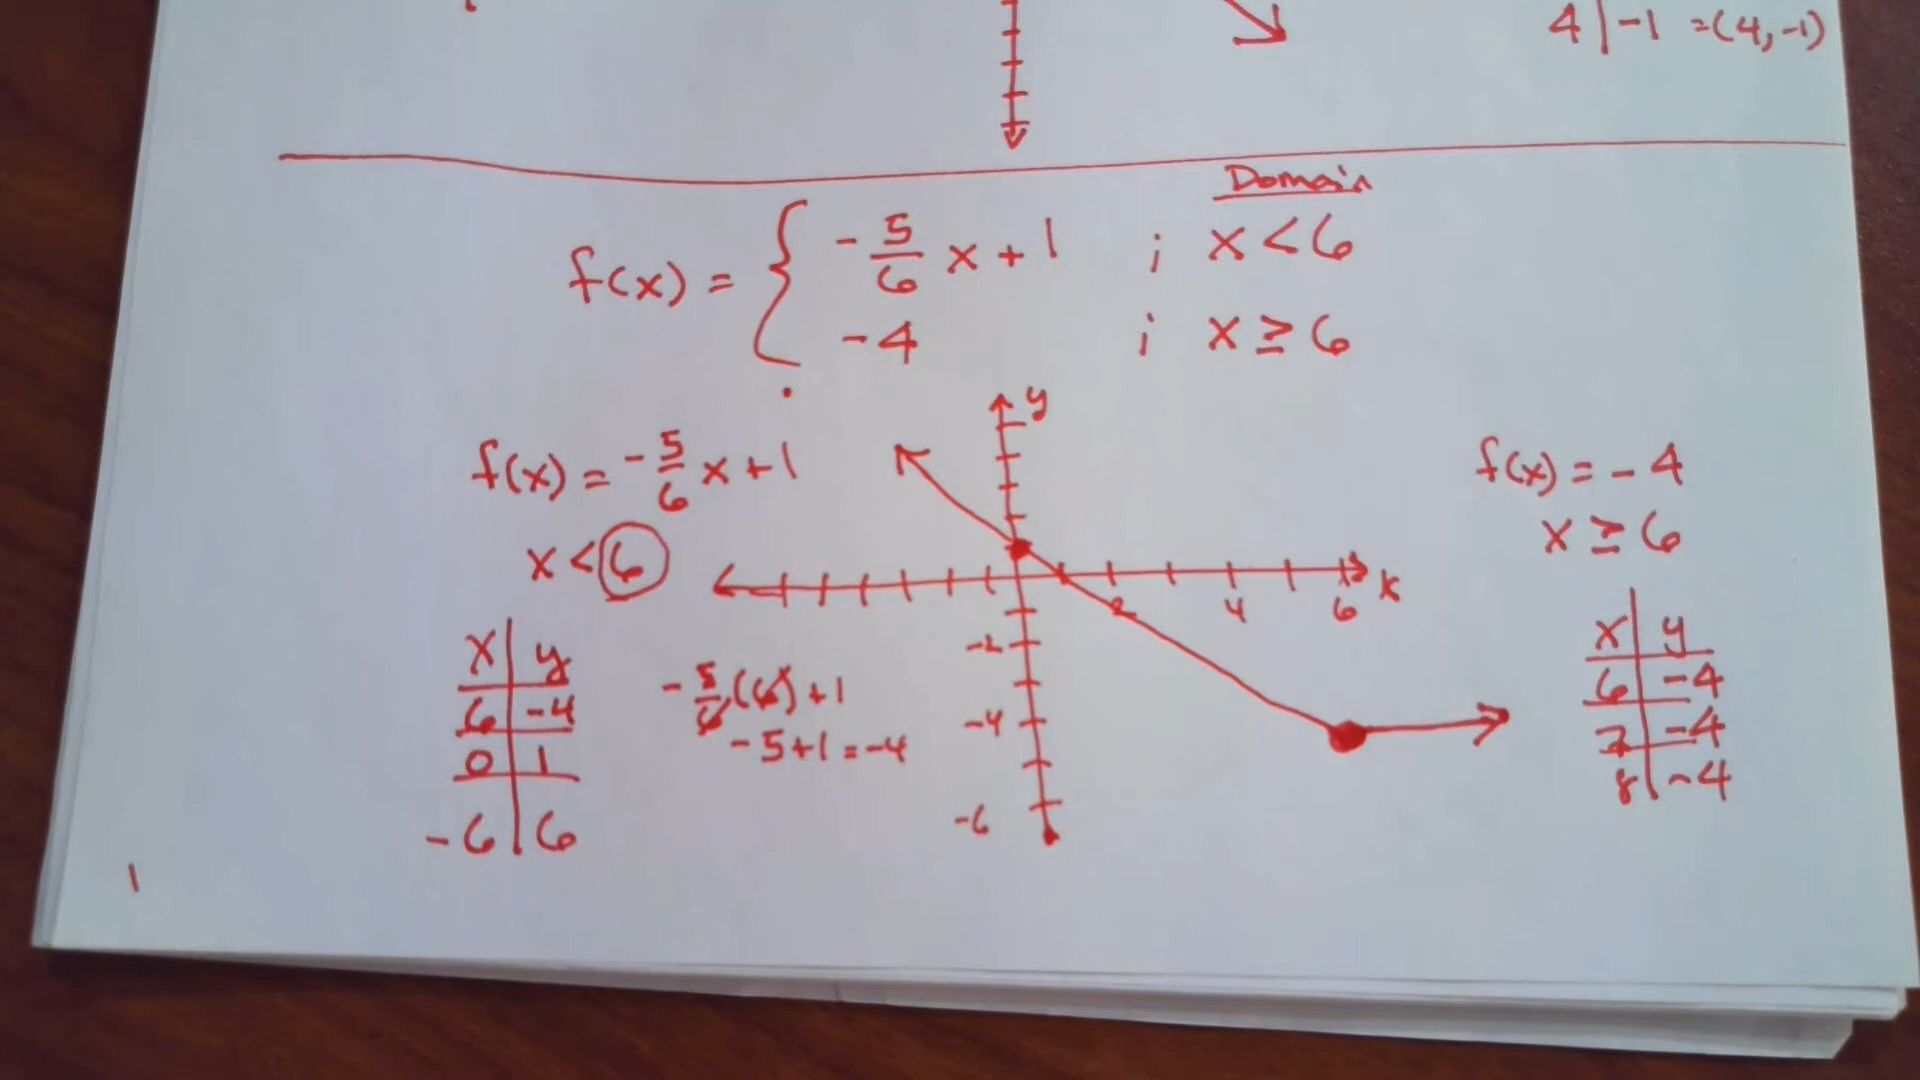 4 | -1 = (4, -1)
Domain
f(x) = { -5/6 x + 1 ; x < 6
-4 ; x ≥ 6
f(x) = -5/6 x + 1
x < 6
x | y
6 | -4
0 | 1
-6 | 6
-5/6 (6) + 1
-5 + 1 = -4
y
x
2 4 6
-2
-4
-6
f(x) = -4
x ≥ 6
x | y
6 | -4
7 | -4
8 | -4